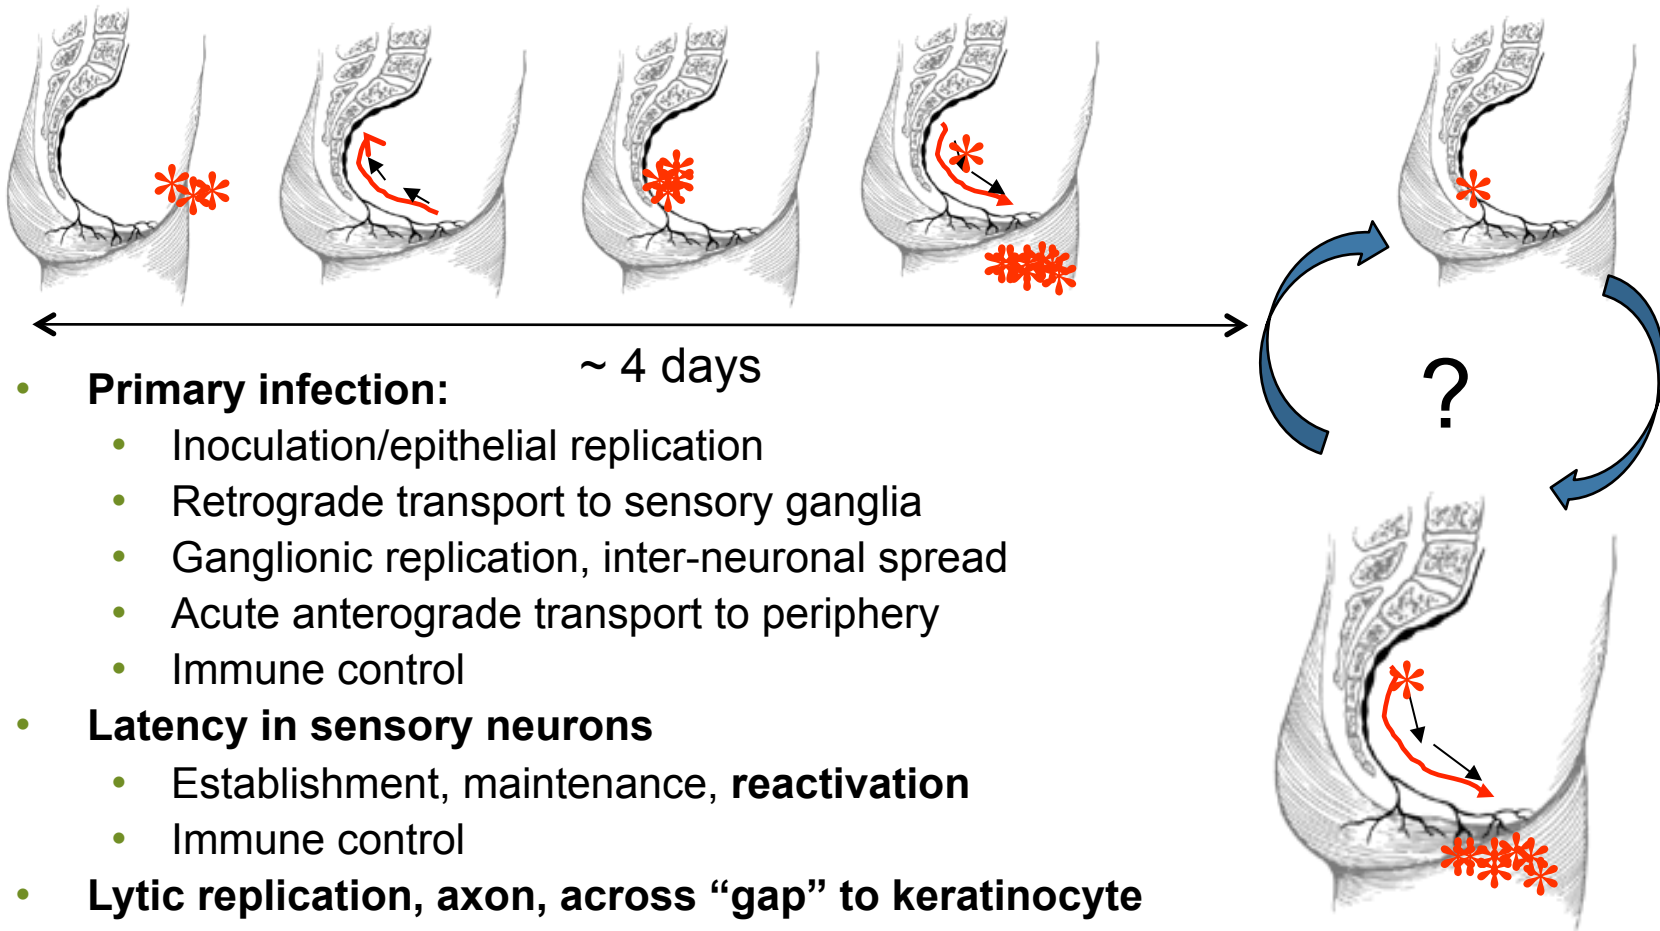 ~ 4 days
?
• Primary infection:
• Inoculation/epithelial replication
• Retrograde transport to sensory ganglia
• Ganglionic replication, inter-neuronal spread
• Acute anterograde transport to periphery
• Immune control
• Latency in sensory neurons
• Establishment, maintenance, reactivation
• Immune control
• Lytic replication, axon, across “gap” to keratinocyte